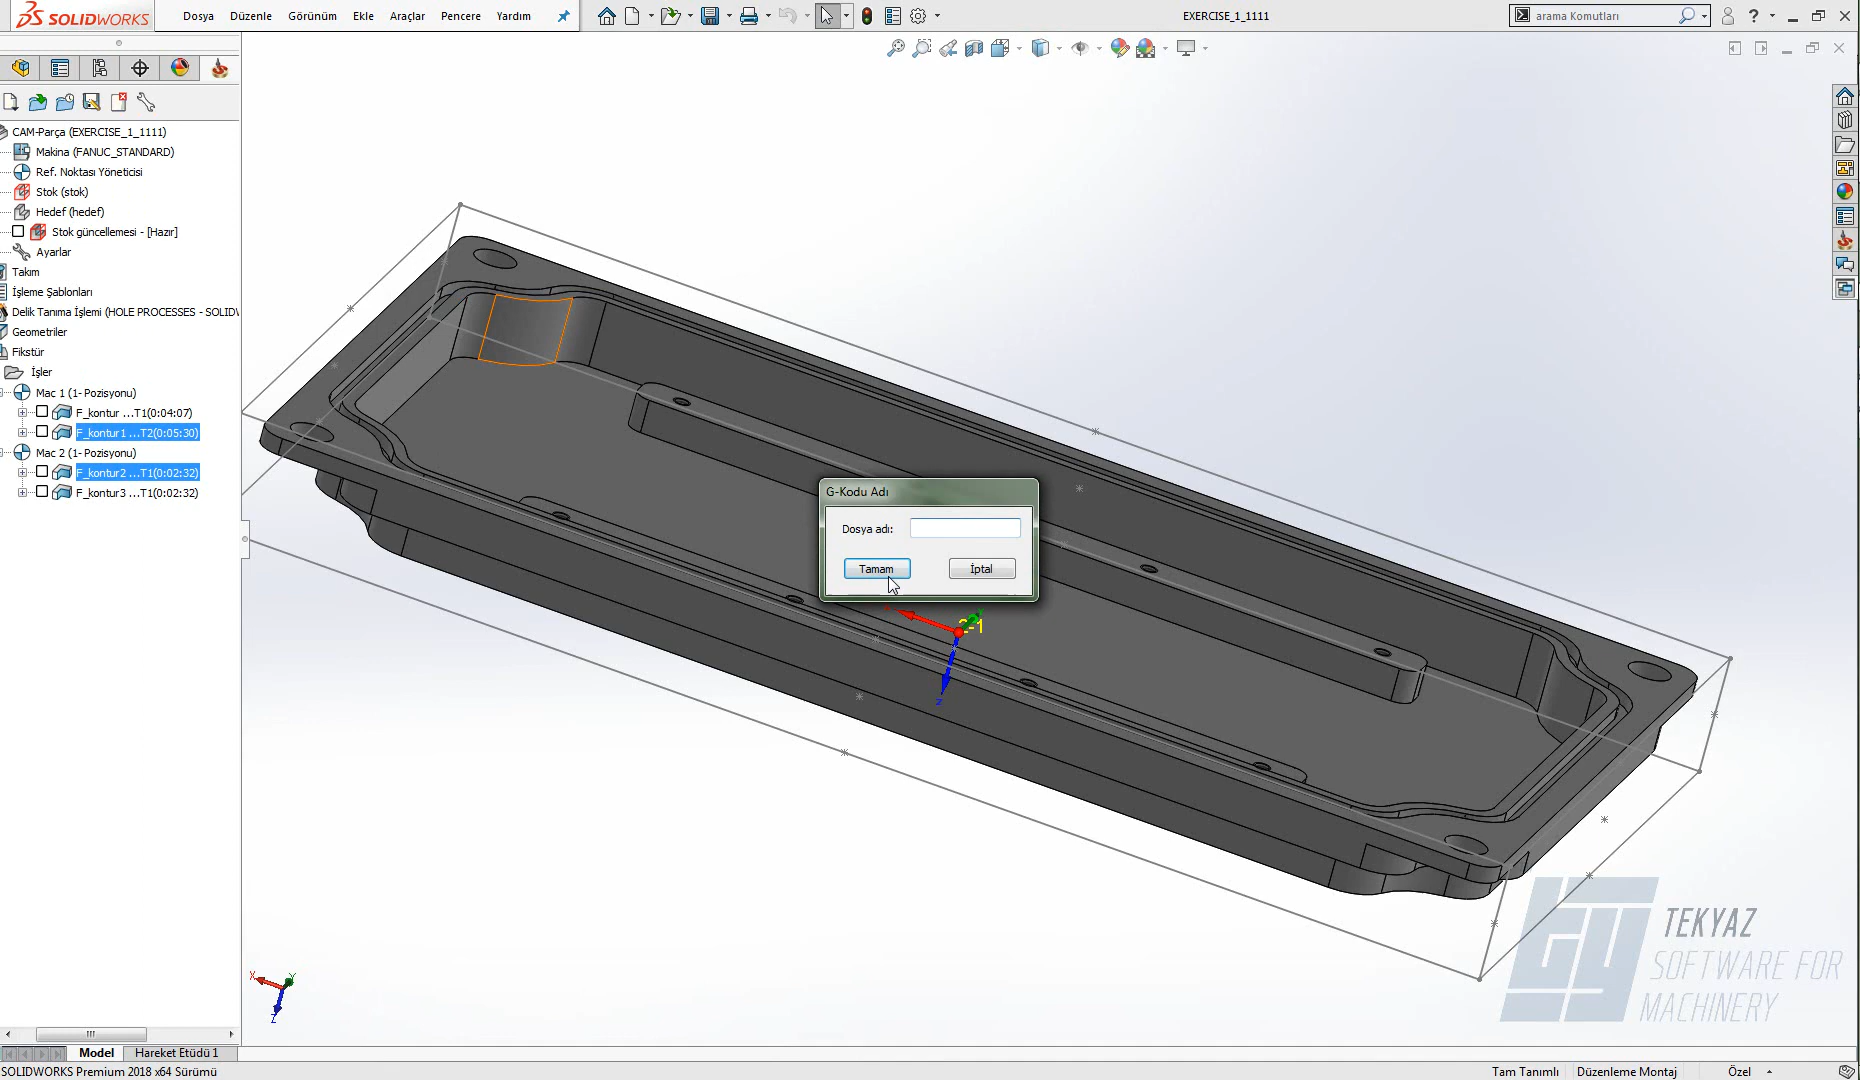 SOLIDWORKS
Dosya Düzenle Görünüm Ekle Araçlar Pencere Yardım
EXERCISE_1_1111
arama Komutları
CAM-Parça (EXERCISE_1_1111)
Makina (FANUC_STANDARD)
Ref. Noktası Yöneticisi
Stok (stok)
Hedef (hedef)
Stok güncellemesi - [Hazır]
Ayarlar
Takım
İşleme Şablonları
Delik Tanıma İşlemi (HOLE PROCESSES - SOLIDW
Geometriler
Fikstür
İşler
Mac 1 (1- Pozisyonu)
F_kontur ...T1(0:04:07)
F_kontur1 ...T2(0:05:30)
Mac 2 (1- Pozisyonu)
F_kontur2 ...T1(0:02:32)
F_kontur3 ...T1(0:02:32)
G-Kodu Adı
Dosya adı:
Tamam İptal
Z
X Y
Z
TEKYAZ
SOFTWARE FOR
MACHINERY
Model Hareket Etüdü 1
SOLIDWORKS Premium 2018 x64 Sürümü
Tam Tanımlı Düzenleme Montaj Özel